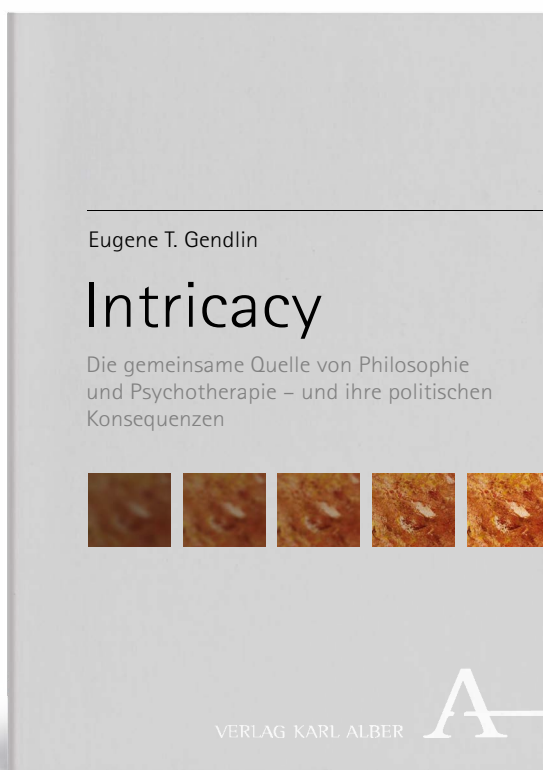 Eugene T. Gendlin
Intricacy
Die gemeinsame Quelle von Philosophie
und Psychotherapie – und ihre politischen
Konsequenzen
VERLAG KARL ALBER A